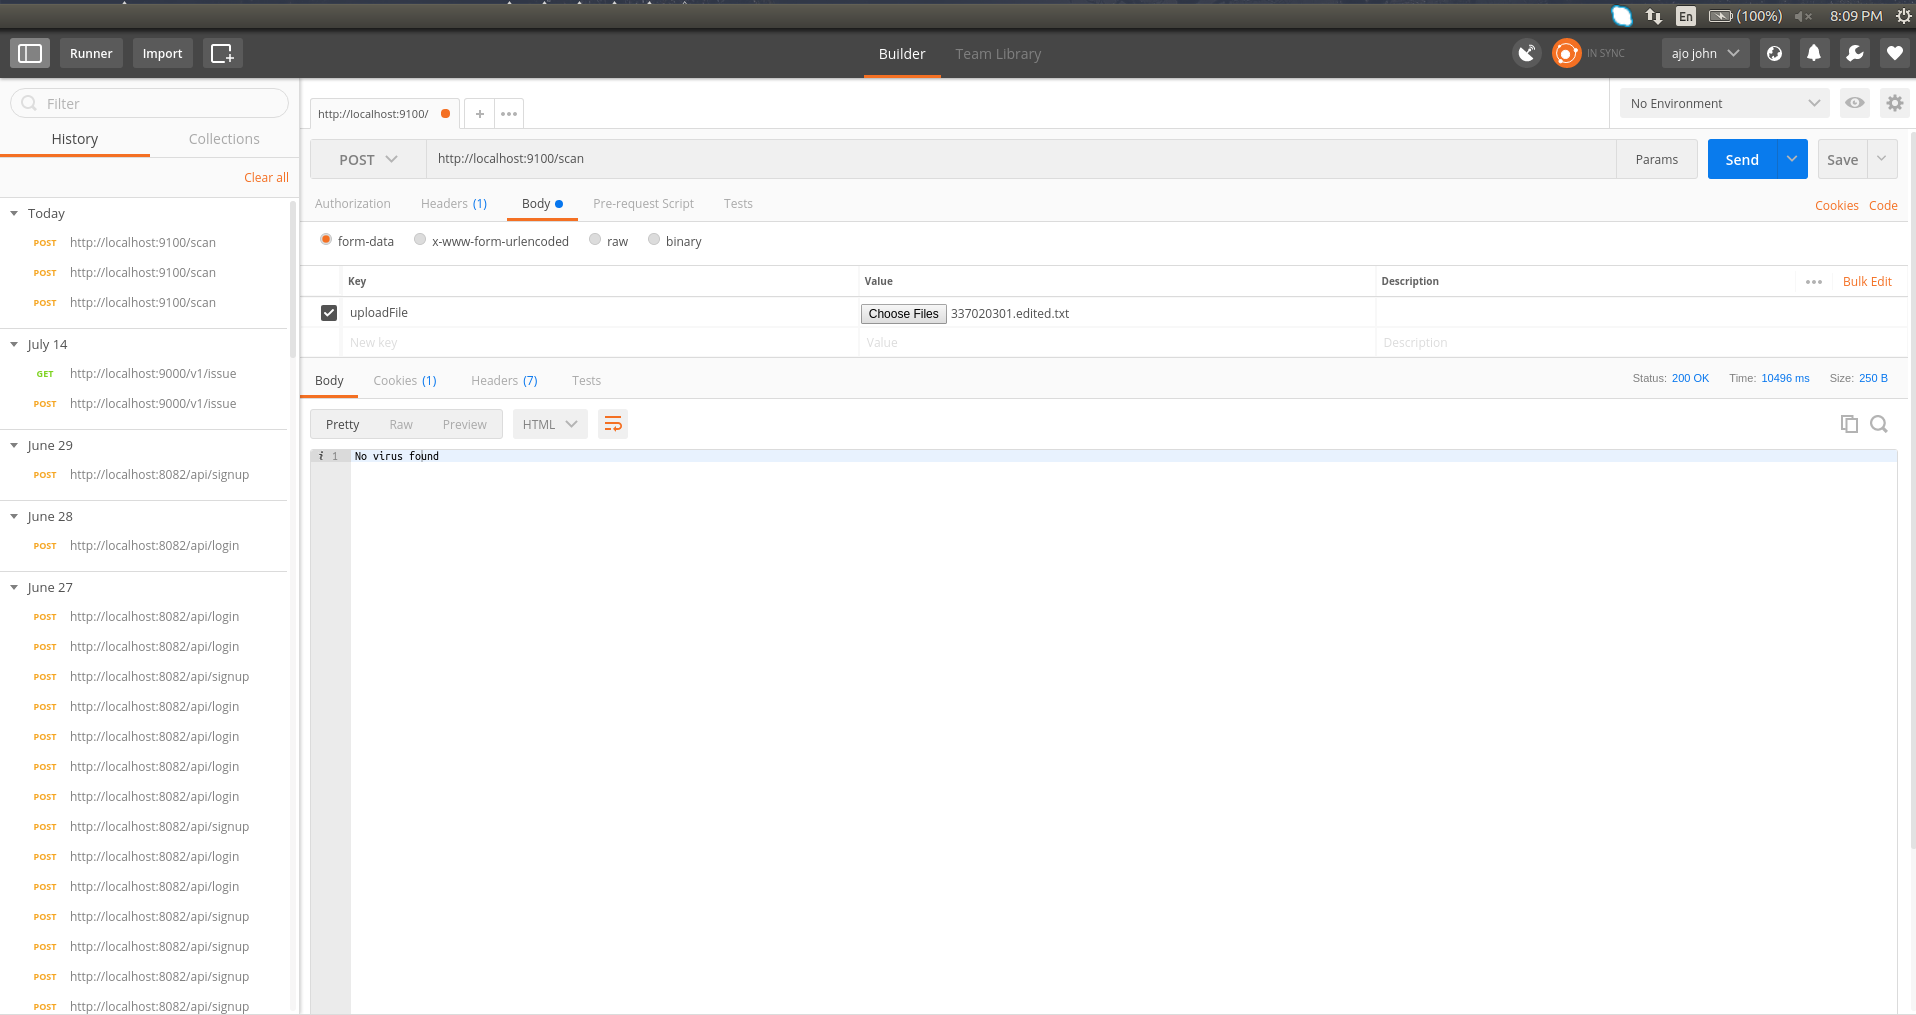 En (100%) 8:09 PM
Runner Import Builder Team Library IN SYNC ajo john
Filter
History Collections
Clear all
Today
POST http://localhost:9100/scan
POST http://localhost:9100/scan
POST http://localhost:9100/scan
July 14
GET http://localhost:9000/v1/issue
POST http://localhost:9000/v1/issue
June 29
POST http://localhost:8082/api/signup
June 28
POST http://localhost:8082/api/login
June 27
POST http://localhost:8082/api/login
POST http://localhost:8082/api/login
POST http://localhost:8082/api/signup
POST http://localhost:8082/api/login
POST http://localhost:8082/api/login
POST http://localhost:8082/api/login
POST http://localhost:8082/api/login
POST http://localhost:8082/api/signup
POST http://localhost:8082/api/login
POST http://localhost:8082/api/login
POST http://localhost:8082/api/signup
POST http://localhost:8082/api/signup
POST http://localhost:8082/api/signup
POST http://localhost:8082/api/signup
http://localhost:9100/ + ••• No Environment
POST http://localhost:9100/scan Params Send Save
Authorization Headers (1) Body Pre-request Script Tests Cookies Code
form-data x-www-form-urlencoded raw binary
Key Value Description ••• Bulk Edit
uploadFile Choose Files 337020301.edited.txt
New key Value Description
Body Cookies (1) Headers (7) Tests Status: 200 OK Time: 10496 ms Size: 250 B
Pretty Raw Preview HTML
i 1 No virus found